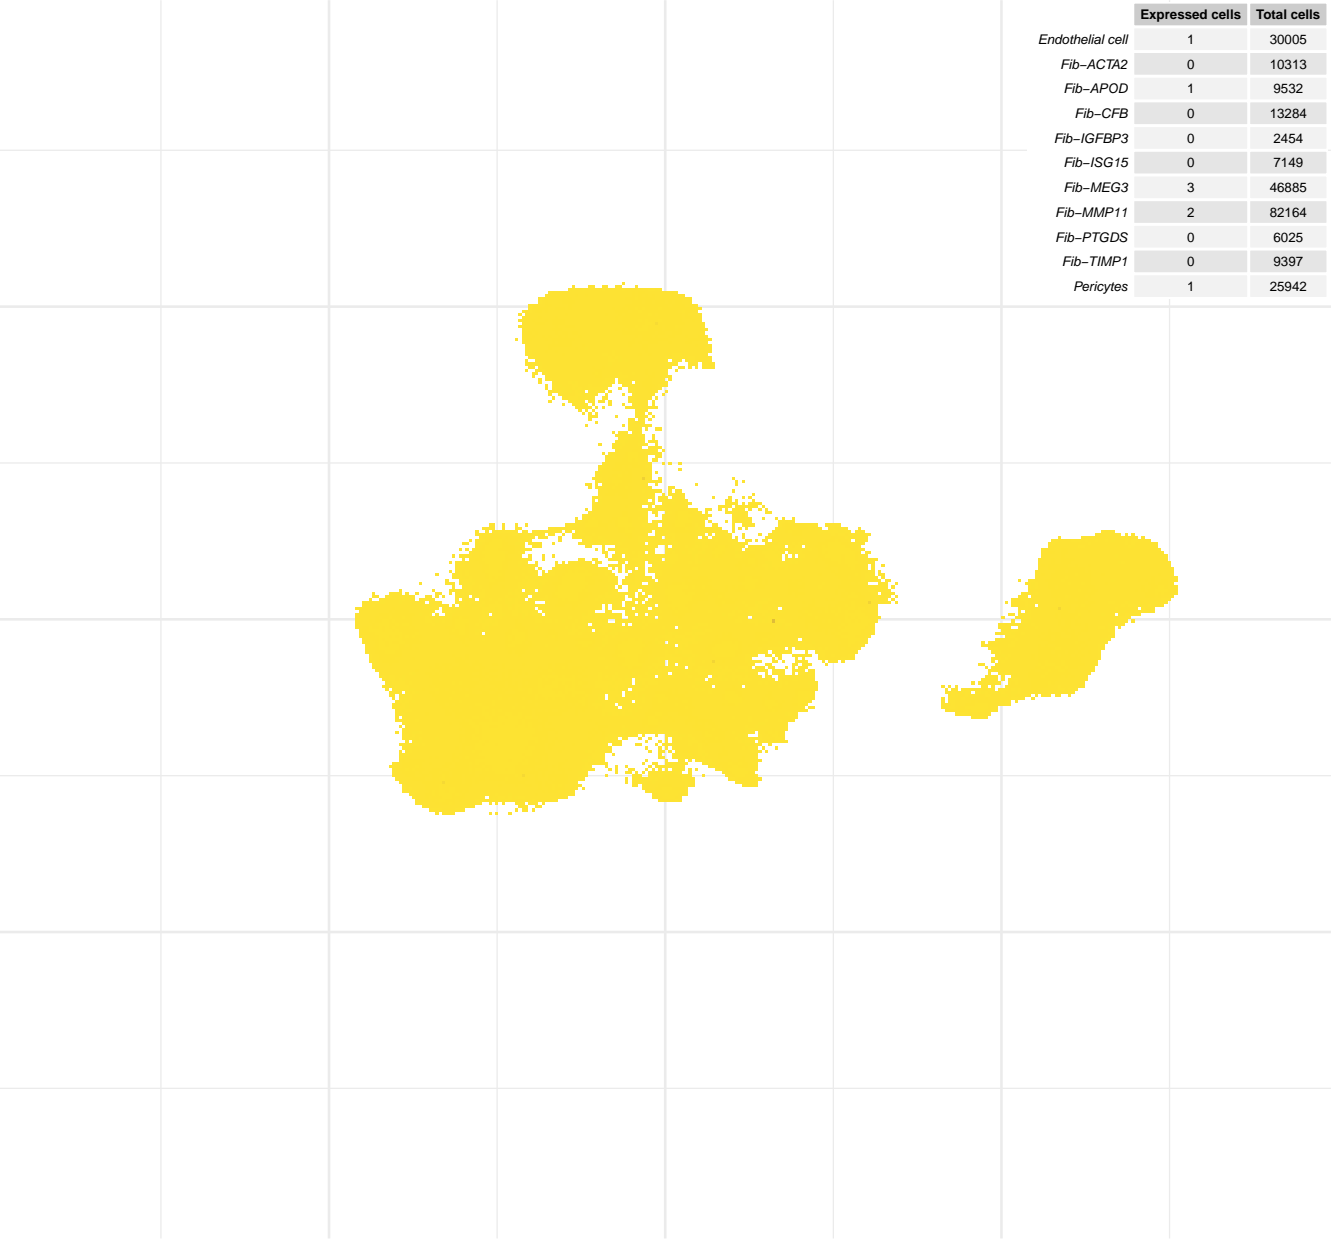 Expressed cells Total cells
Endothelial cell 1 30005
Fib−ACTA2 0 10313
Fib−APOD 1 9532
Fib−CFB 0 13284
Fib−IGFBP3 0 2454
Fib−ISG15 0 7149
Fib−MEG3 3 46885
Fib−MMP11 2 82164
Fib−PTGDS 0 6025
Fib−TIMP1 0 9397
Pericytes 1 25942